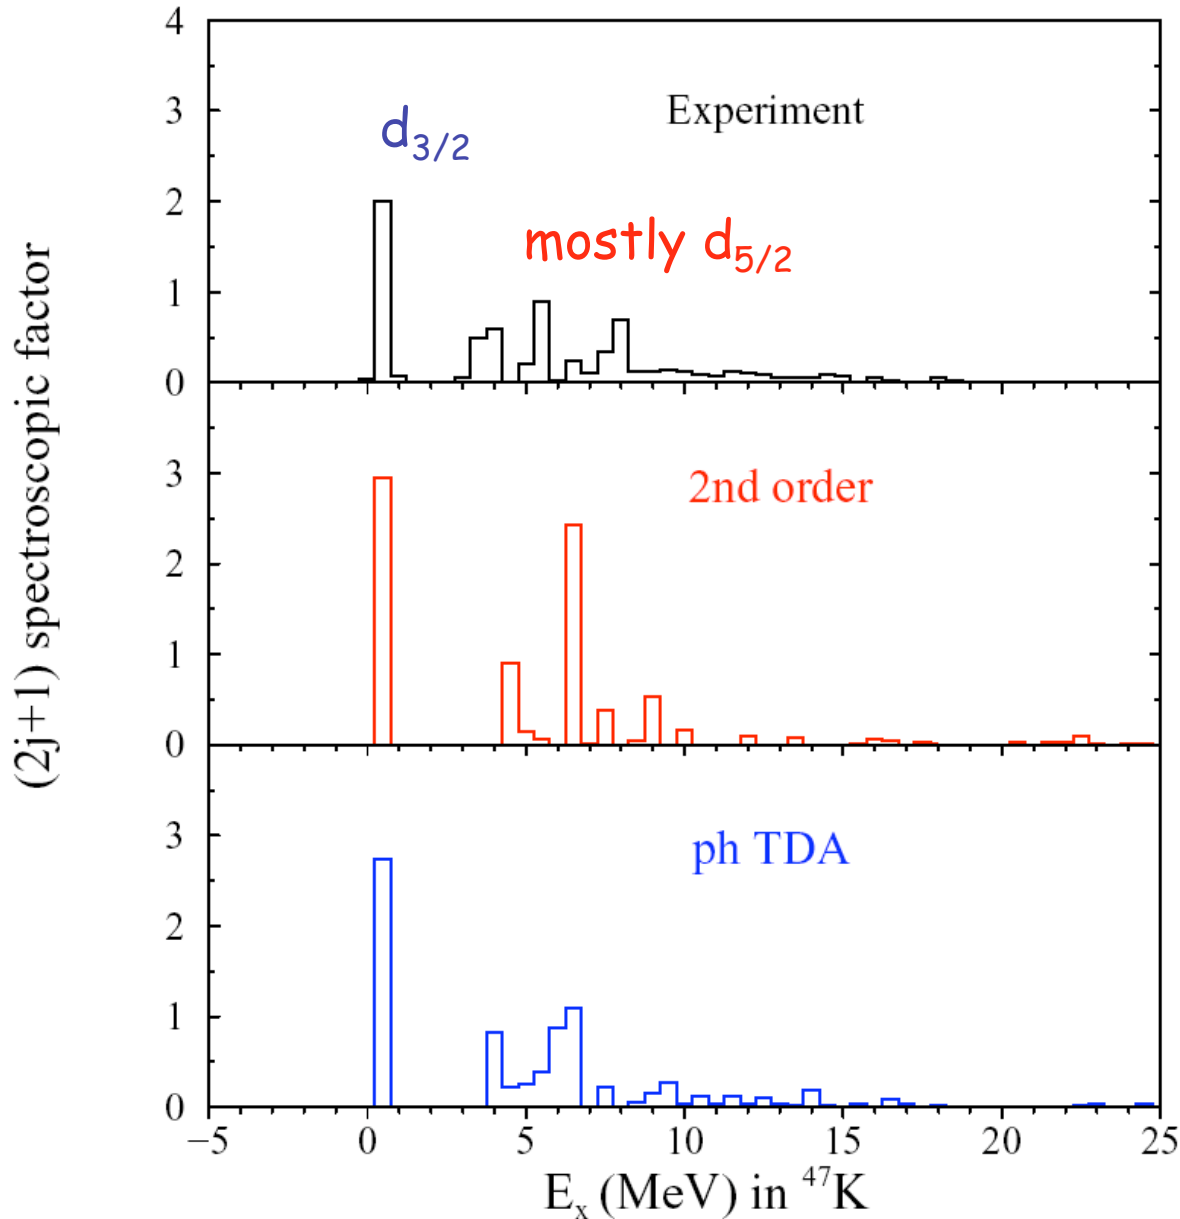 (2j+1) spectroscopic factor
4
3
2
1
0
Experiment
d3/2
mostly d5/2
3
2
1
0
2nd order
3
2
1
0
ph TDA
−5 0 5 10 15 20 25
Eₓ (MeV) in ⁴⁷K